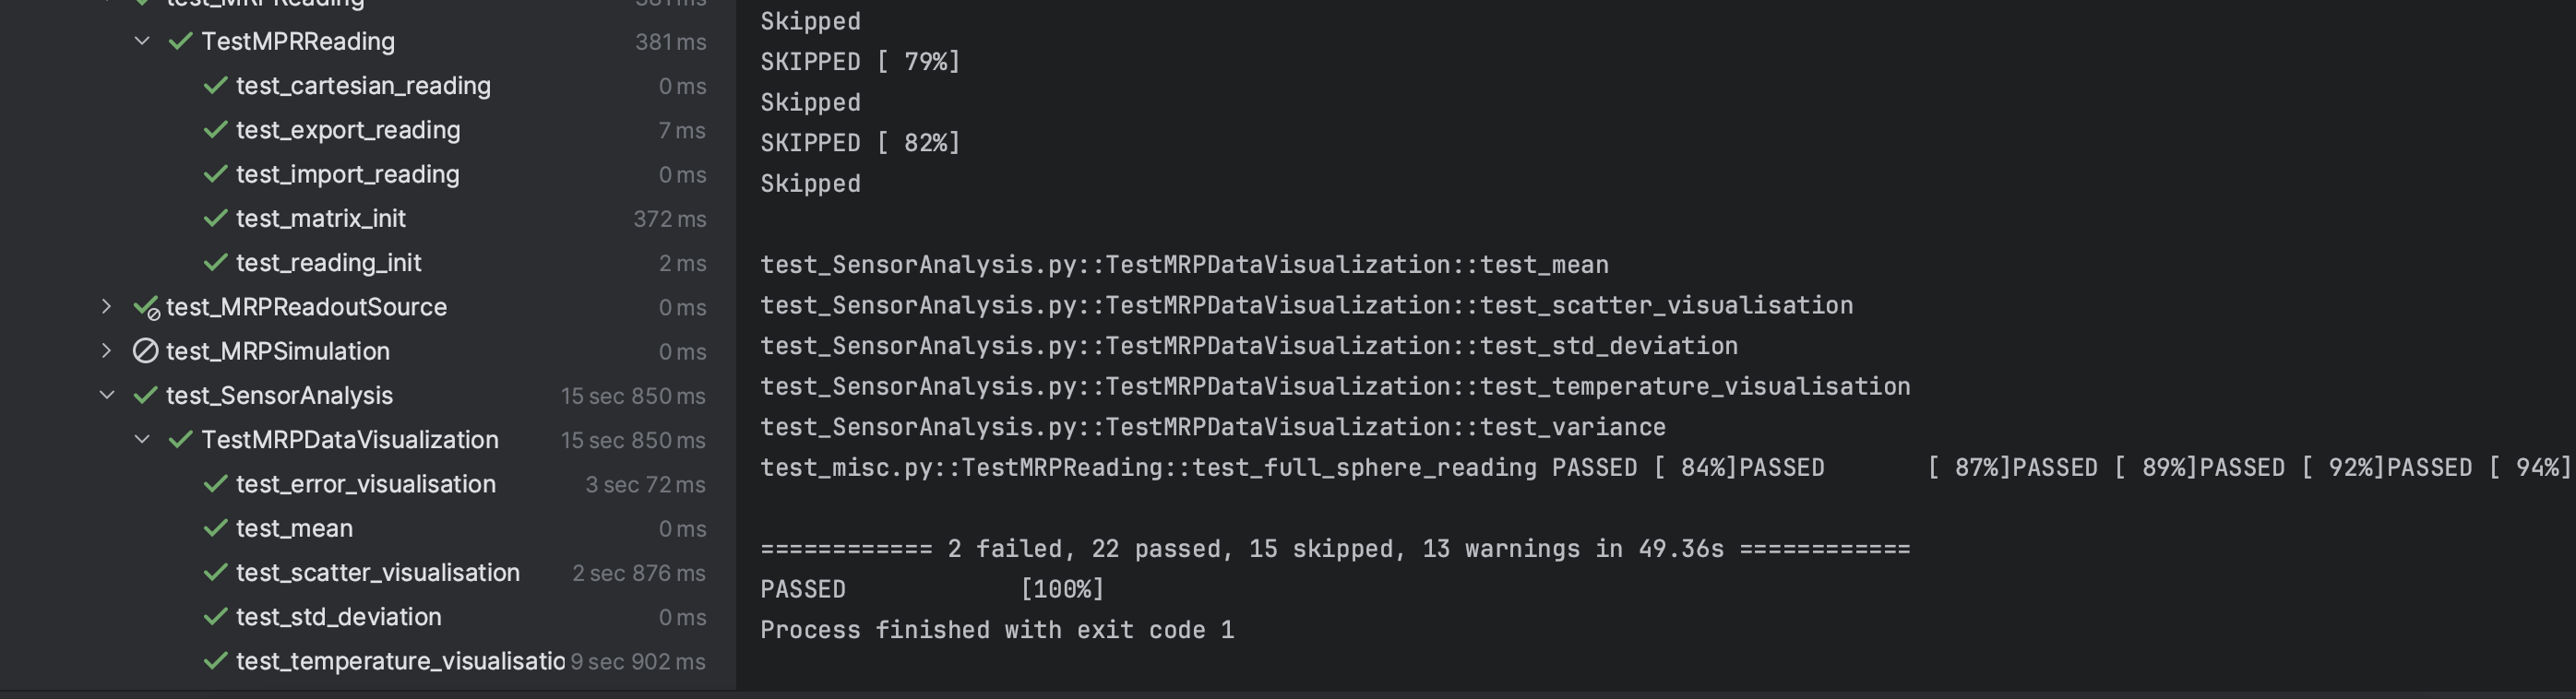 test_MRPReading 381 ms
TestMPRReading 381 ms
test_cartesian_reading 0 ms
test_export_reading 7 ms
test_import_reading 0 ms
test_matrix_init 372 ms
test_reading_init 2 ms
test_MRPReadoutSource 0 ms
test_MRPSimulation 0 ms
test_SensorAnalysis 15 sec 850 ms
TestMRPDataVisualization 15 sec 850 ms
test_error_visualisation 3 sec 72 ms
test_mean 0 ms
test_scatter_visualisation 2 sec 876 ms
test_std_deviation 0 ms
test_temperature_visualisatio 9 sec 902 ms
Skipped
SKIPPED [ 79%]
Skipped
SKIPPED [ 82%]
Skipped
test_SensorAnalysis.py::TestMRPDataVisualization::test_mean
test_SensorAnalysis.py::TestMRPDataVisualization::test_scatter_visualisation
test_SensorAnalysis.py::TestMRPDataVisualization::test_std_deviation
test_SensorAnalysis.py::TestMRPDataVisualization::test_temperature_visualisation
test_SensorAnalysis.py::TestMRPDataVisualization::test_variance
test_misc.py::TestMRPReading::test_full_sphere_reading PASSED [ 84%]PASSED       [ 87%]PASSED [ 89%]PASSED [ 92%]PASSED [ 94%]
============ 2 failed, 22 passed, 15 skipped, 13 warnings in 49.36s ============
PASSED            [100%]
Process finished with exit code 1